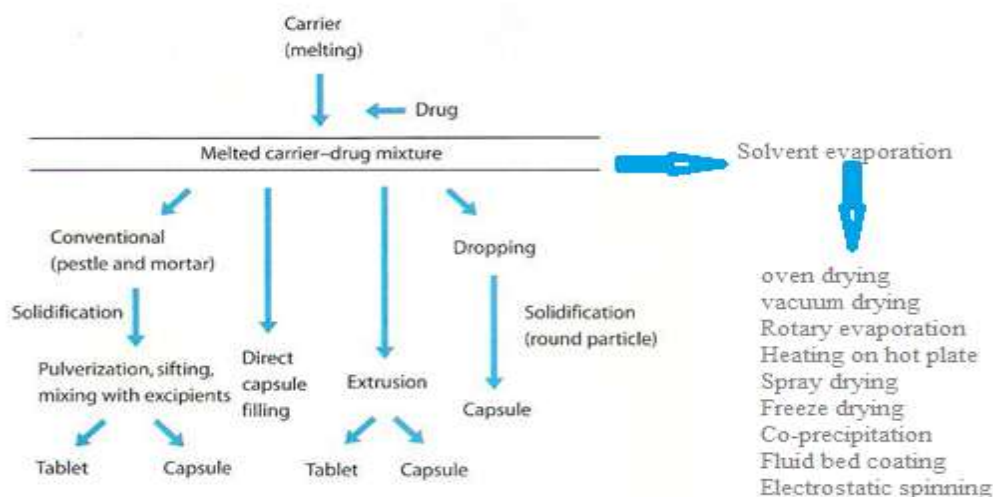 Carrier
(melting)
Drug
Melted carrier–drug mixture
Solvent evaporation
Conventional
(pestle and mortar)
Dropping
Solidification
Solidification
(round particle)
Pulverization, sifting,
mixing with excipients
Direct
capsule
filling
Extrusion
Capsule
Tablet
Capsule
Tablet
Capsule
oven drying
vacuum drying
Rotary evaporation
Heating on hot plate
Spray drying
Freeze drying
Co-precipitation
Fluid bed coating
Electrostatic spinning